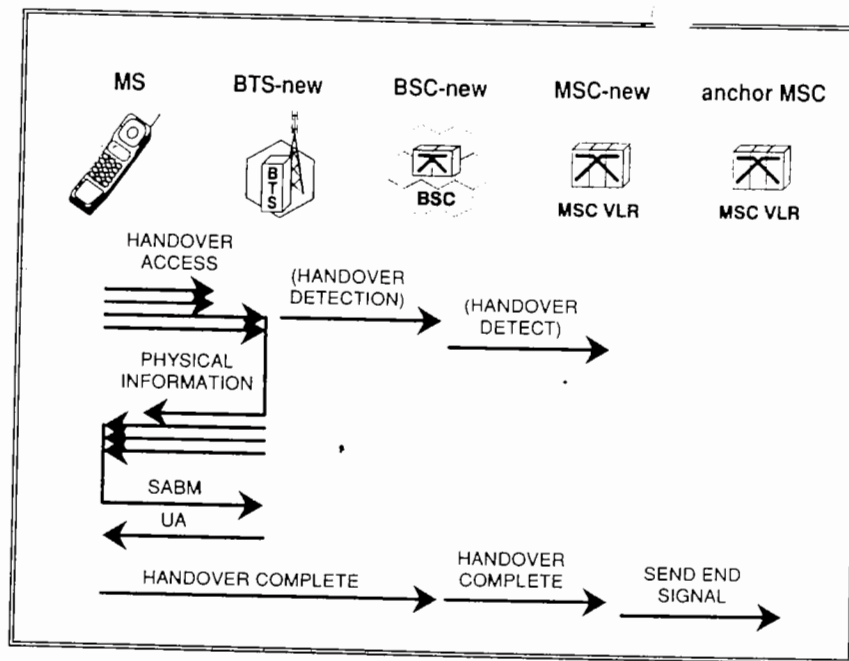 MS BTS-new BSC-new MSC-new anchor MSC
BTS
BSC
MSC VLR
MSC VLR
HANDOVER
ACCESS
(HANDOVER
DETECTION)
(HANDOVER
DETECT)
PHYSICAL
INFORMATION
SABM
UA
HANDOVER COMPLETE
HANDOVER
COMPLETE
SEND END
SIGNAL